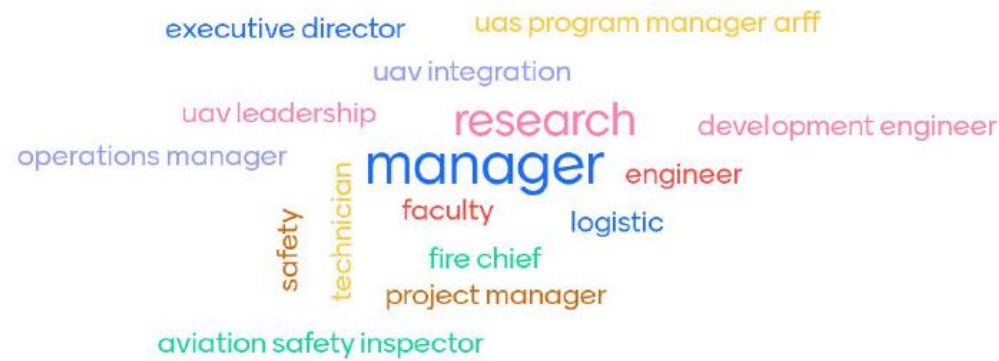 executive director
uas program manager arff
uav integration
uav leadership
research
development engineer
operations manager
manager
engineer
technician
safety
faculty
logistic
fire chief
project manager
aviation safety inspector